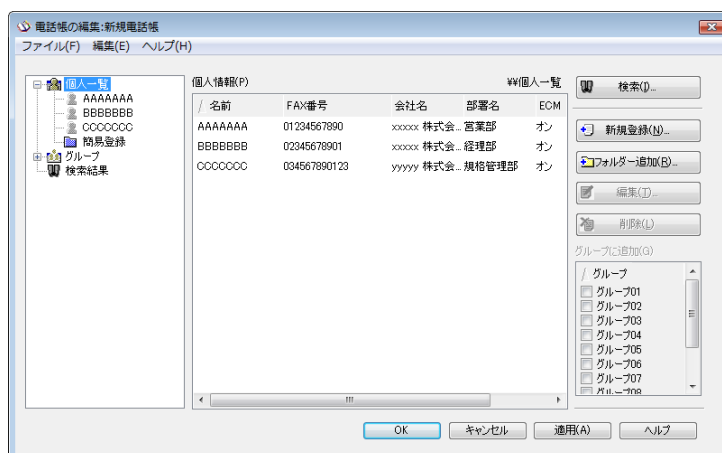 電話帳の編集:新規電話帳
ファイル(F) 編集(E) ヘルプ(H)
個人一覧
AAAAAAA
BBBBBBB
CCCCCCC
簡易登録
グループ
検索結果
個人情報(P) ¥¥個人一覧
/ 名前 FAX番号 会社名 部署名 ECM
AAAAAAA 01234567890 xxxxx 株式会... 営業部 オン
BBBBBBB 02345678901 xxxxx 株式会... 経理部 オン
CCCCCCC 034567890123 yyyyy 株式会... 規格管理部 オン
検索(J)...
新規登録(N)...
フォルダー追加(R)...
編集(T)...
削除(L)
グループに追加(G)
/ グループ
グループ01
グループ02
グループ03
グループ04
グループ05
グループ06
グループ07
グループ08
OK キャンセル 適用(A) ヘルプ